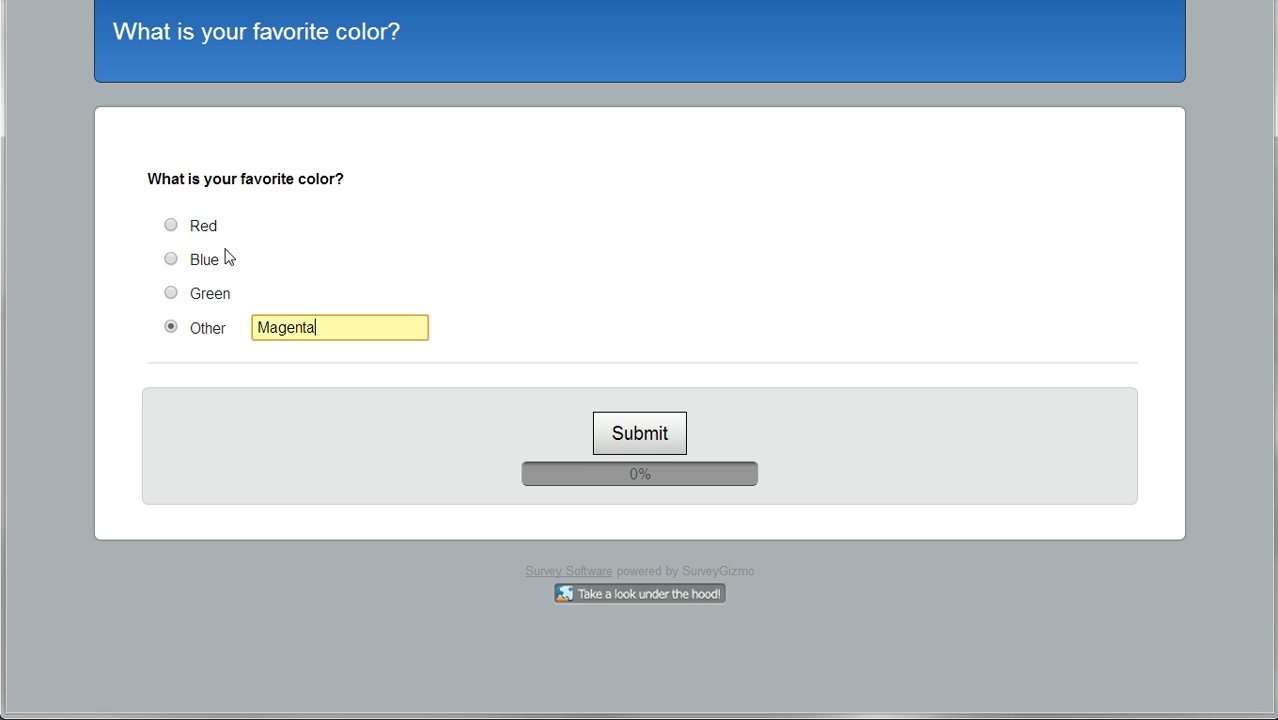 What is your favorite color?
What is your favorite color?
Red
Blue
Green
Other Magenta
Submit
0%
Survey Software powered by SurveyGizmo
Take a look under the hood!